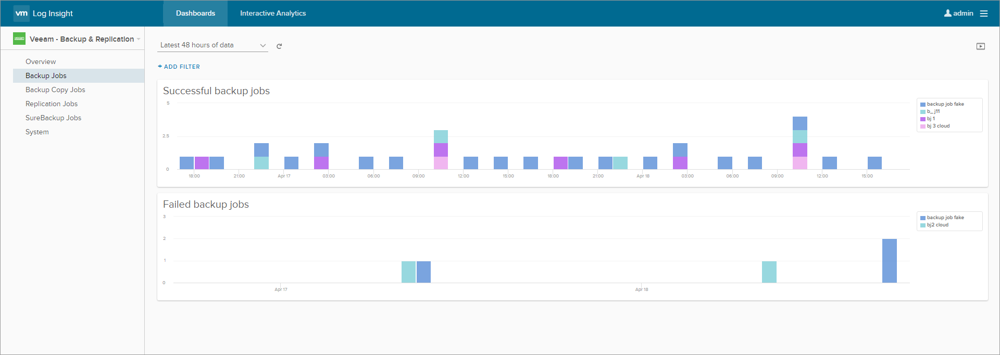 vm Log Insight Dashboards Interactive Analytics admin
veeam Veeam - Backup & Replication
Overview
Backup Jobs
Backup Copy Jobs
Replication Jobs
SureBackup Jobs
System
Latest 48 hours of data
+ ADD FILTER
Successful backup jobs
5
2.5
0
18:00 21:00 Apr 17 03:00 06:00 09:00 12:00 15:00 18:00 21:00 Apr 18 03:00 06:00 09:00 12:00 15:00
backup job fake
b_ j11
bj 1
bj 3 cloud
Failed backup jobs
3
2
1
0
Apr 17 Apr 18
backup job fake
bj2 cloud